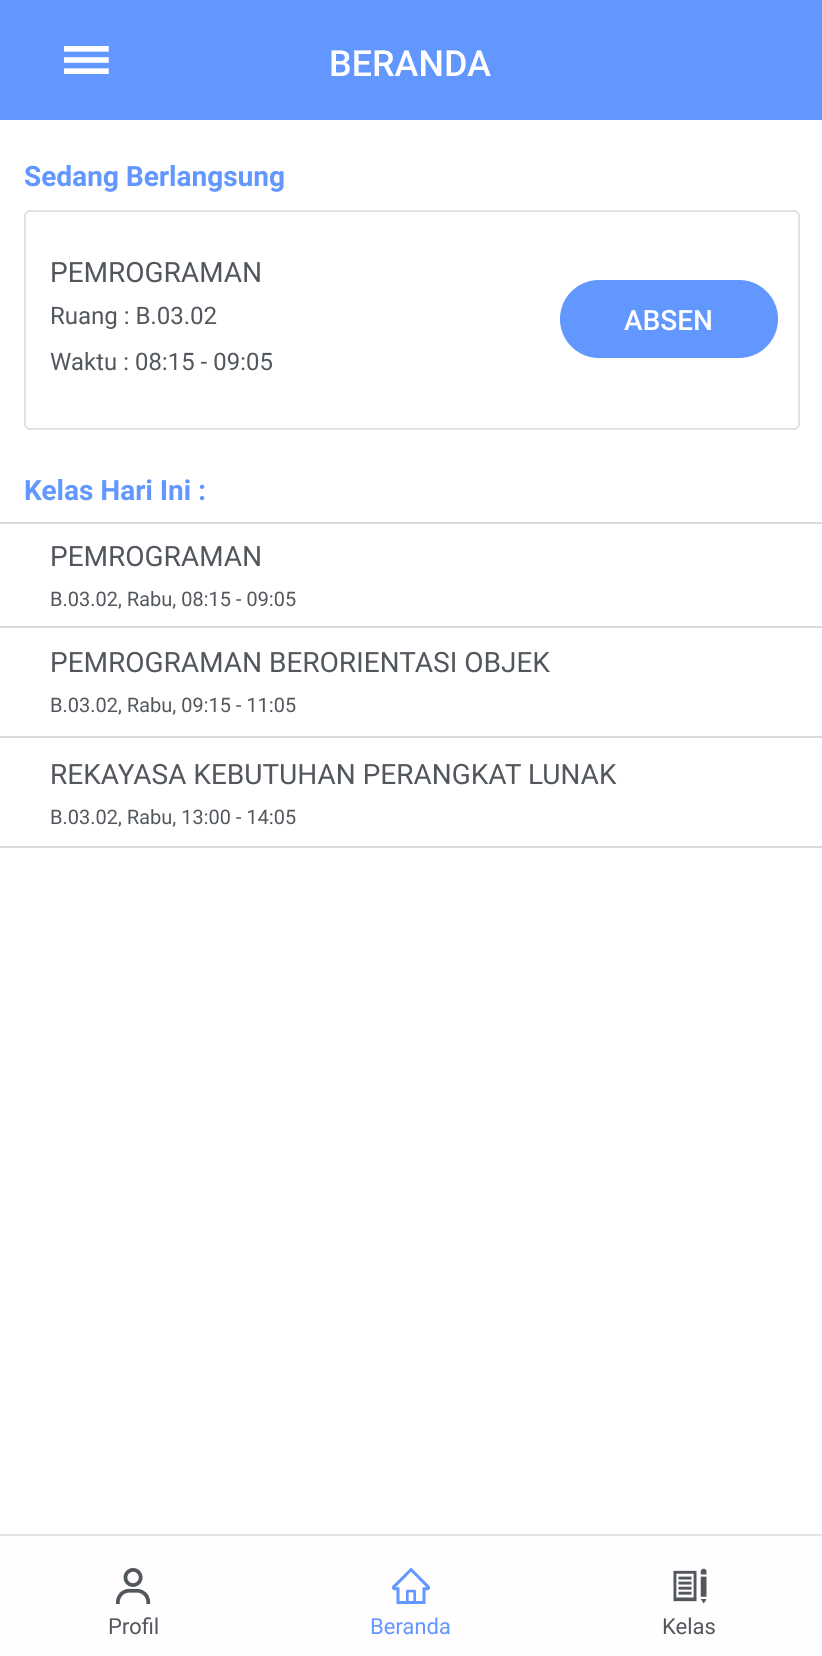 BERANDA
Sedang Berlangsung
PEMROGRAMAN
Ruang : B.03.02
Waktu : 08:15 - 09:05
ABSEN
Kelas Hari Ini :
PEMROGRAMAN
B.03.02, Rabu, 08:15 - 09:05
PEMROGRAMAN BERORIENTASI OBJEK
B.03.02, Rabu, 09:15 - 11:05
REKAYASA KEBUTUHAN PERANGKAT LUNAK
B.03.02, Rabu, 13:00 - 14:05
Profil
Beranda
Kelas